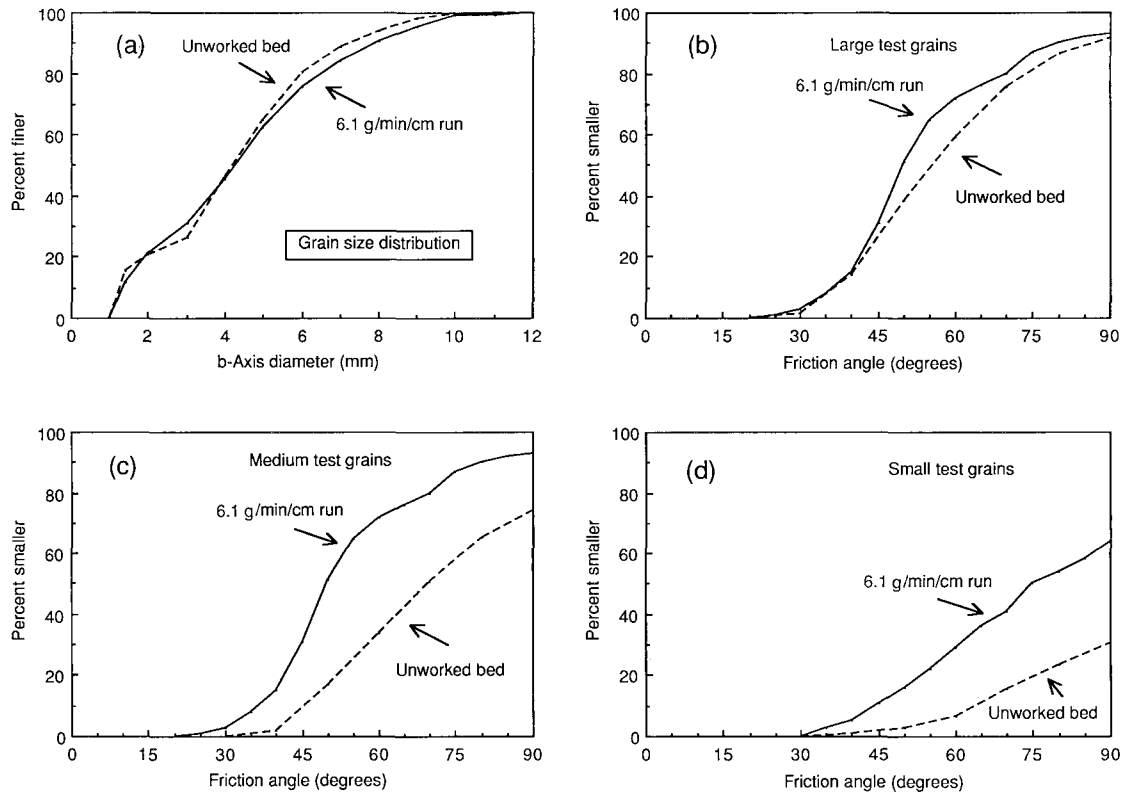 (a)
Unworked bed
6.1 g/min/cm run
Grain size distribution
Percent finer
100
80
60
40
20
0
0 2 4 6 8 10 12
b-Axis diameter (mm)
(b)
Large test grains
6.1 g/min/cm run
Unworked bed
Percent smaller
100
80
60
40
20
0
0 15 30 45 60 75 90
Friction angle (degrees)
(c)
Medium test grains
6.1 g/min/cm run
Unworked bed
Percent smaller
100
80
60
40
20
0
0 15 30 45 60 75 90
Friction angle (degrees)
(d)
Small test grains
6.1 g/min/cm run
Unworked bed
Percent smaller
100
80
60
40
20
0
0 15 30 45 60 75 90
Friction angle (degrees)